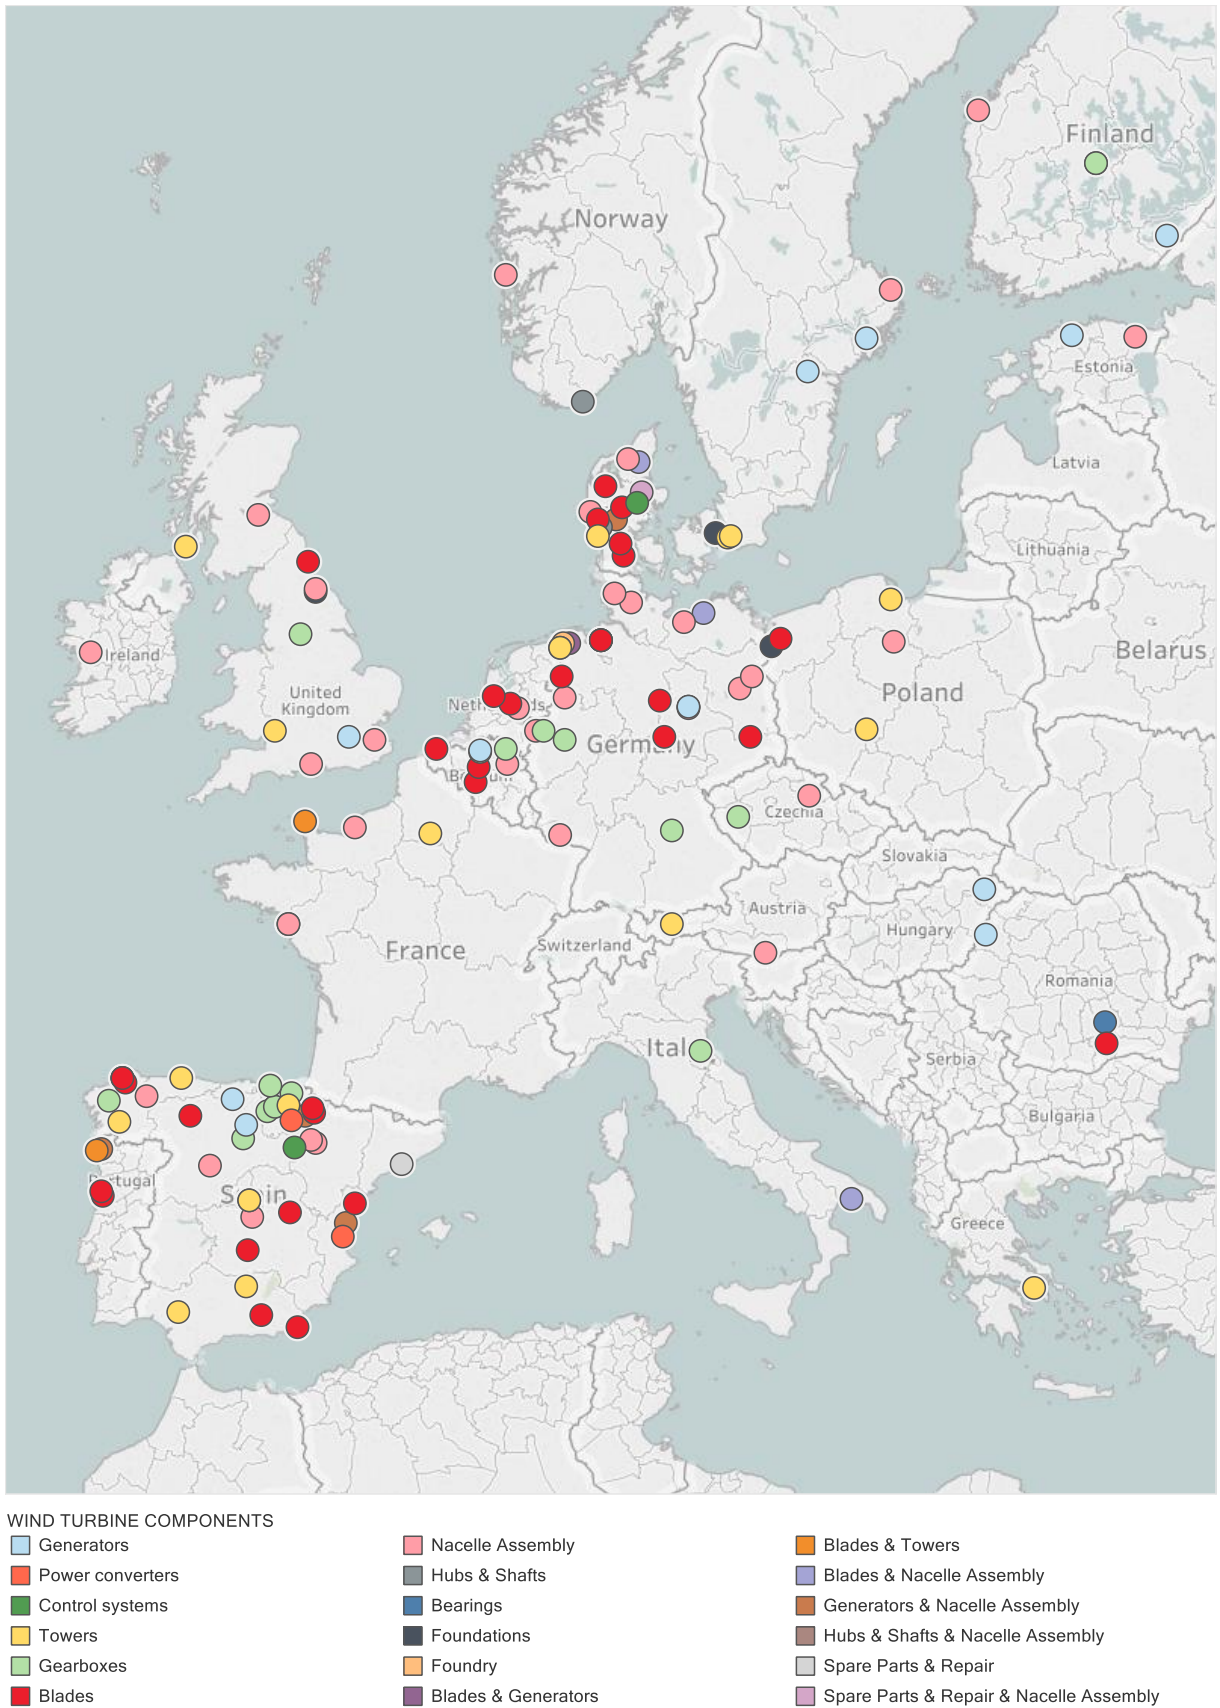 Finland
Norway
Estonia
Latvia
Lithuania
Belarus
Ireland
United
Kingdom
Poland
Germany
Czechia
Slovakia
Austria
Hungary
Switzerland
France
Romania
Serbia
Bulgaria
Spain
Greece
WIND TURBINE COMPONENTS
Generators
Power converters
Control systems
Towers
Gearboxes
Blades
Nacelle Assembly
Hubs & Shafts
Bearings
Foundations
Foundry
Blades & Generators
Blades & Towers
Blades & Nacelle Assembly
Generators & Nacelle Assembly
Hubs & Shafts & Nacelle Assembly
Spare Parts & Repair
Spare Parts & Repair & Nacelle Assembly